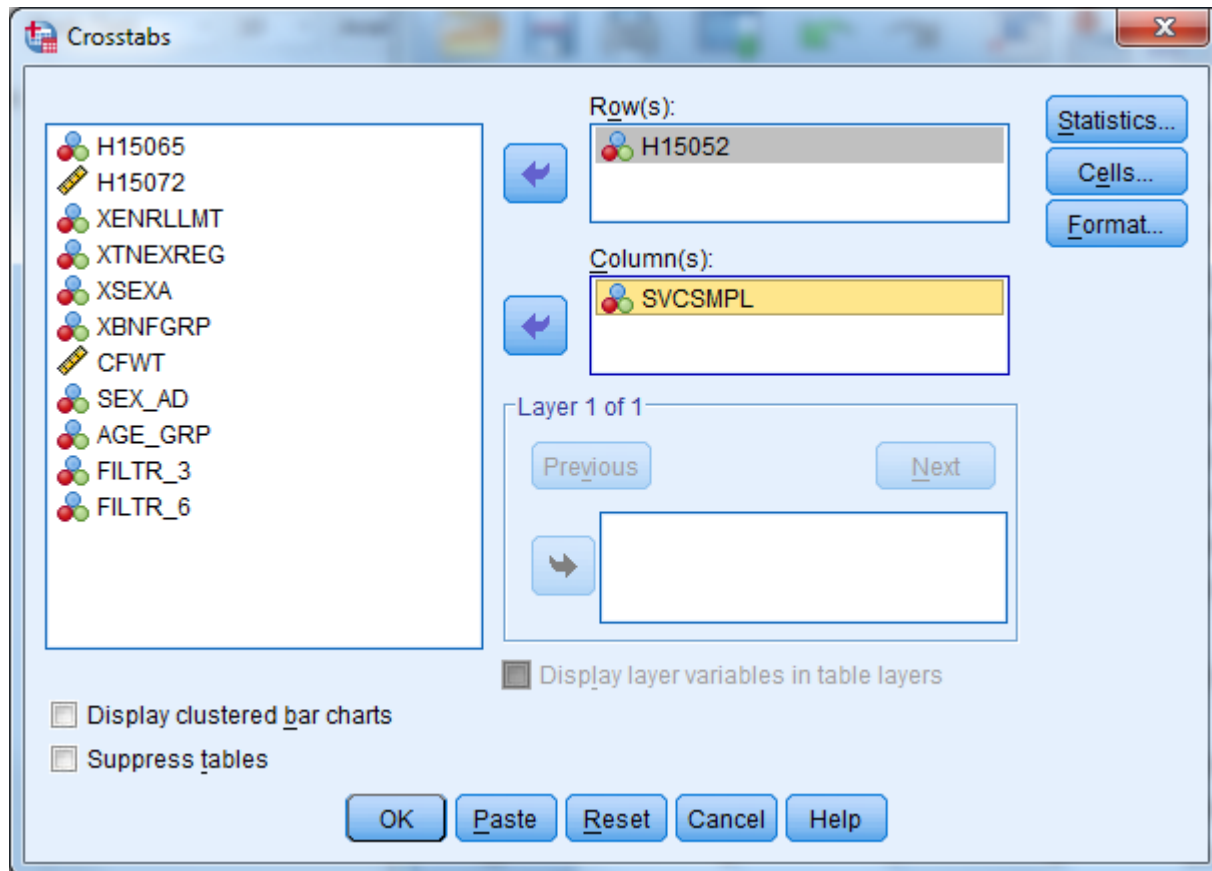 Crosstabs
H15065
H15072
XENRLLMT
XTNEXREG
XSEXA
XBNFGRP
CFWT
SEX_AD
AGE_GRP
FILTR_3
FILTR_6
Row(s):
H15052
Column(s):
SVCSMPL
Layer 1 of 1
Previous
Next
Display layer variables in table layers
Statistics...
Cells...
Format...
Display clustered bar charts
Suppress tables
OK Paste Reset Cancel Help